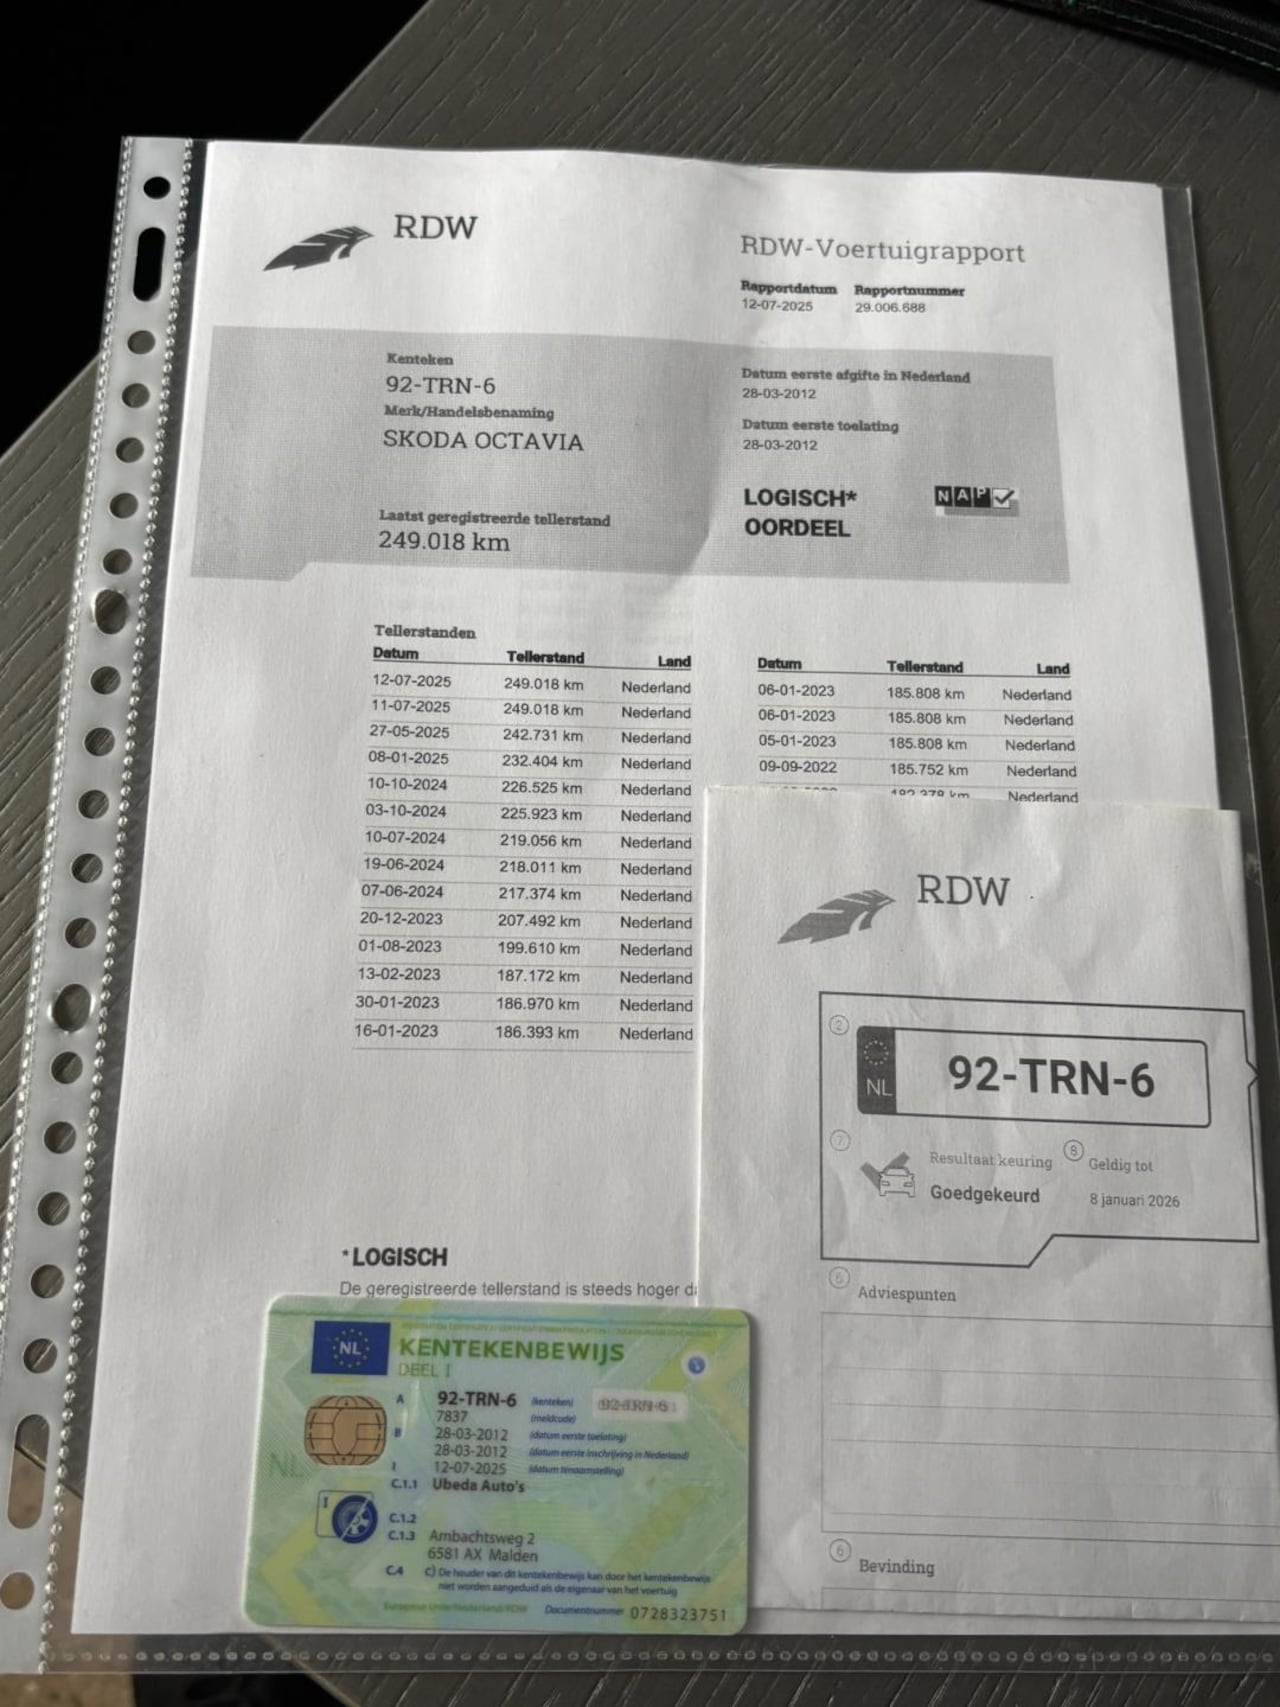 RDW
RDW-Voertuigrapport
Rapportdatum Rapportnummer
12-07-2025 29.006.688
Kenteken
92-TRN-6
Merk/Handelsbenaming
SKODA OCTAVIA
Laatst geregistreerde tellerstand
249.018 km
Datum eerste afgifte in Nederland
28-03-2012
Datum eerste toelating
28-03-2012
LOGISCH*
OORDEEL
NAP
Tellerstanden
Datum Tellerstand Land
12-07-2025 249.018 km Nederland
11-07-2025 249.018 km Nederland
27-05-2025 242.731 km Nederland
08-01-2025 232.404 km Nederland
10-10-2024 226.525 km Nederland
03-10-2024 225.923 km Nederland
10-07-2024 219.056 km Nederland
19-06-2024 218.011 km Nederland
07-06-2024 217.374 km Nederland
20-12-2023 207.492 km Nederland
01-08-2023 199.610 km Nederland
13-02-2023 187.172 km Nederland
30-01-2023 186.970 km Nederland
16-01-2023 186.393 km Nederland
Datum Tellerstand Land
06-01-2023 185.808 km Nederland
06-01-2023 185.808 km Nederland
05-01-2023 185.808 km Nederland
09-09-2022 185.752 km Nederland
km Nederland
*LOGISCH
De geregistreerde tellerstand is steeds hoger
RDW
2
NL 92-TRN-6
7 Resultaat keuring 8 Geldig tot
Goedgekeurd 8 januari 2026
Adviespunten
6 Bevinding
NL KENTEKENBEWIJS
DEEL I
A 92-TRN-6 (kenteken) 92-TRN-6
7837 (meldcode)
B 28-03-2012 (datum eerste toelating)
28-03-2012 (datum eerste inschrijving in Nederland)
I 12-07-2025 (datum tenaamstelling)
C.1.1 Ubeda Auto's
C.1.2
C.1.3 Ambachtsweg 2
6581 AX Malden
C.4 c) De houder van dit kentekenbewijs kan door het kentekenbewijs
niet worden aangeduid als de eigenaar van het voertuig
Europese Unie/Nederland/RDW Documentnummer 0728323751
NL
I